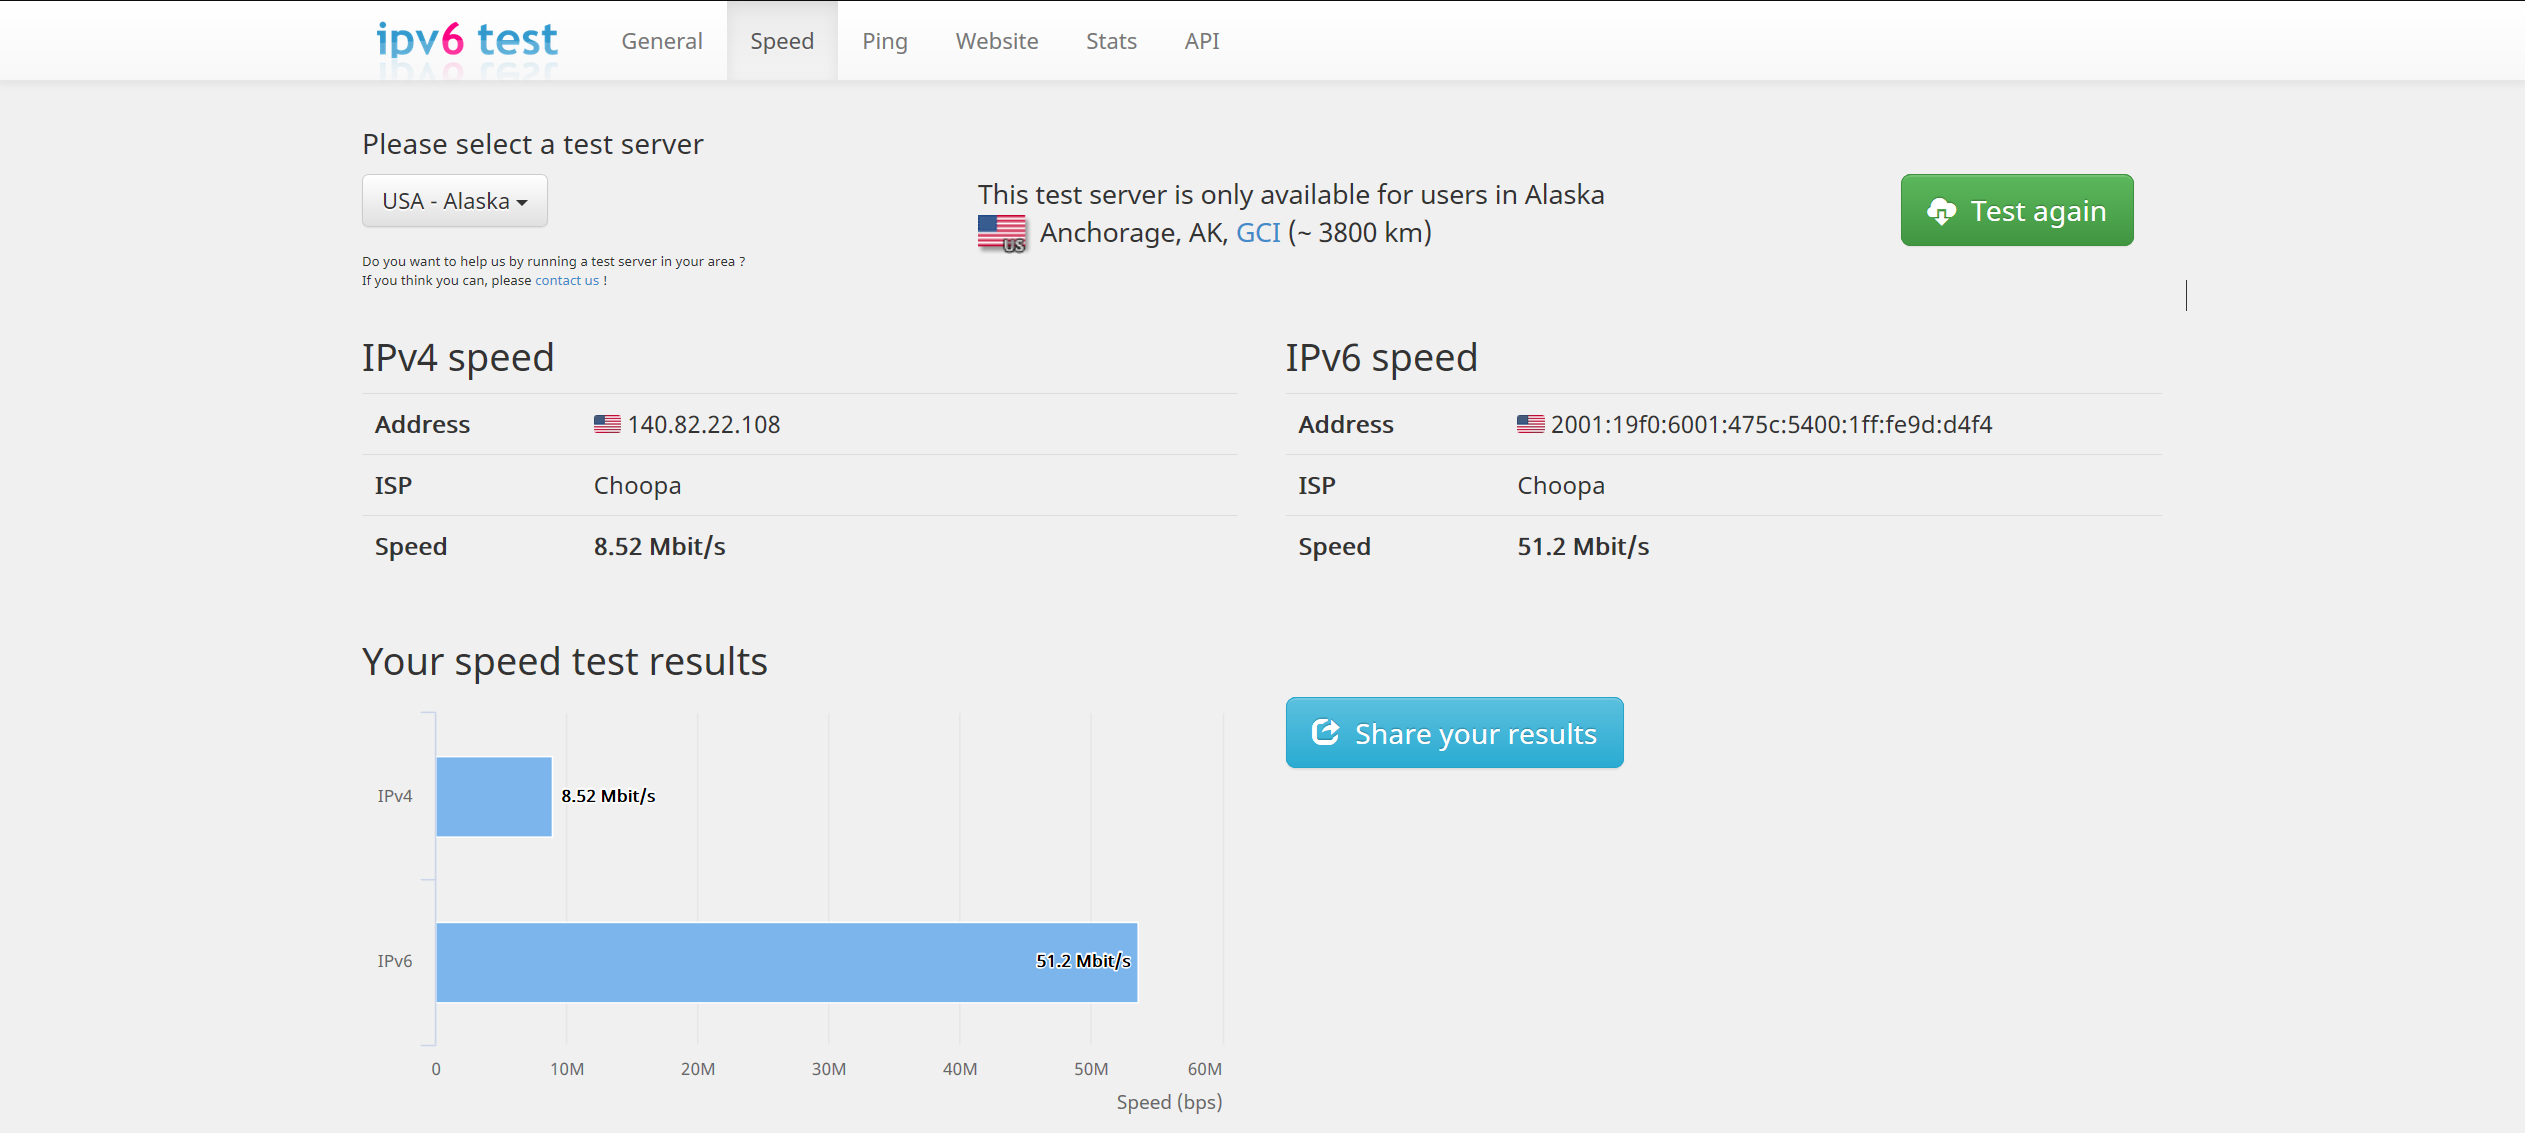 ipv6 test
General
Speed
Ping
Website
Stats
API
Please select a test server
USA - Alaska
This test server is only available for users in Alaska
US
Anchorage, AK, GCI (~ 3800 km)
Test again
Do you want to help us by running a test server in your area ?
If you think you can, please contact us !
IPv4 speed
Address 140.82.22.108
ISP Choopa
Speed 8.52 Mbit/s
IPv6 speed
Address 2001:19f0:6001:475c:5400:1ff:fe9d:d4f4
ISP Choopa
Speed 51.2 Mbit/s
Your speed test results
Share your results
IPv4 8.52 Mbit/s
IPv6 51.2 Mbit/s
0 10M 20M 30M 40M 50M 60M
Speed (bps)